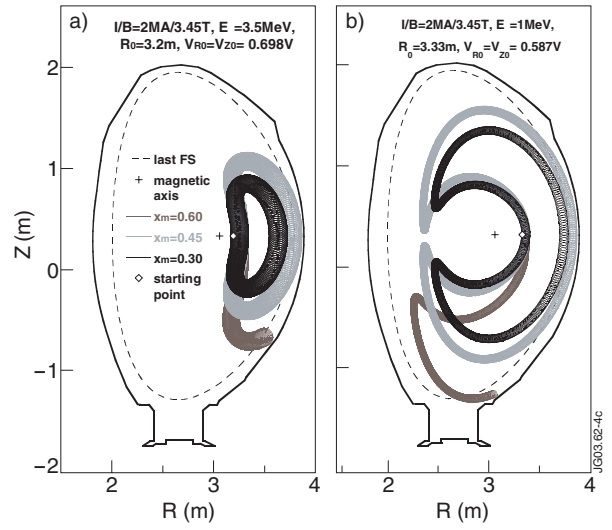 a)
I/B=2MA/3.45T, E =3.5MeV,
R0=3.2m, VR0=VZ0= 0.698V
b)
I/B=2MA/3.45T, E =1MeV,
R0=3.33m, VR0=VZ0= 0.587V
last FS
magnetic
axis
xm=0.60
xm=0.45
xm=0.30
starting
point
Z (m)
2
1
0
−1
−2
2
3
4
R (m)
2
3
4
R (m)
JG03.62-4c